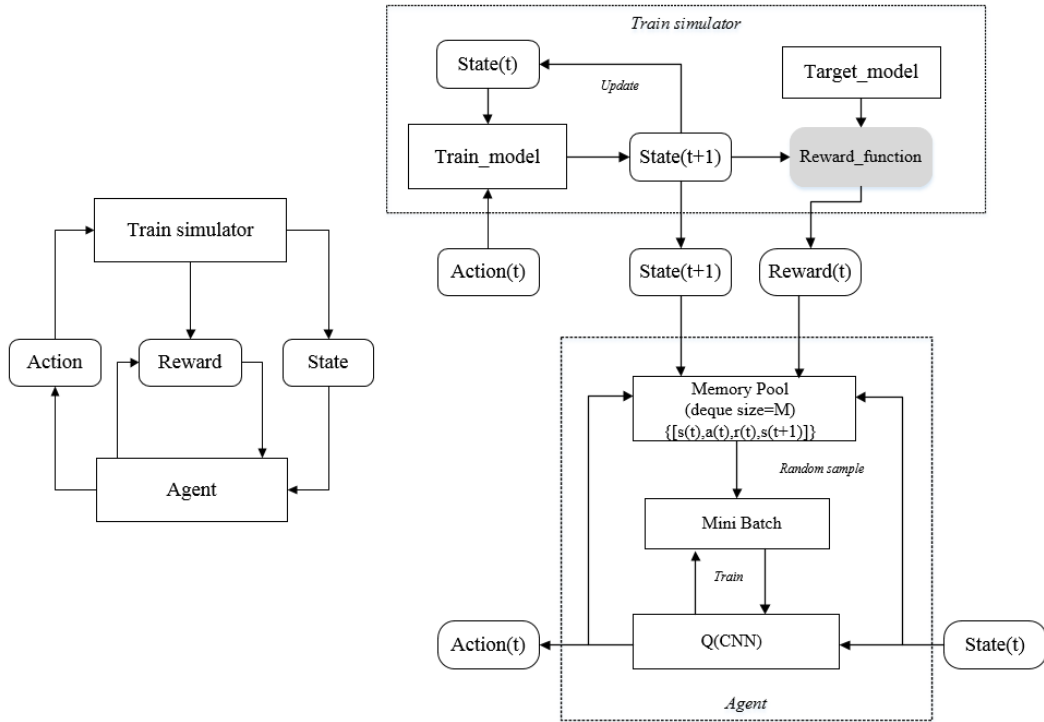 Train simulator
Action
Reward
State
Agent
Train simulator
State(t)
Update
Target_model
Train_model
State(t+1)
Reward_function
Action(t)
State(t+1)
Reward(t)
Memory Pool
(deque size=M)
{[s(t),a(t),r(t),s(t+1)]}
Random sample
Mini Batch
Train
Action(t)
Q(CNN)
State(t)
Agent